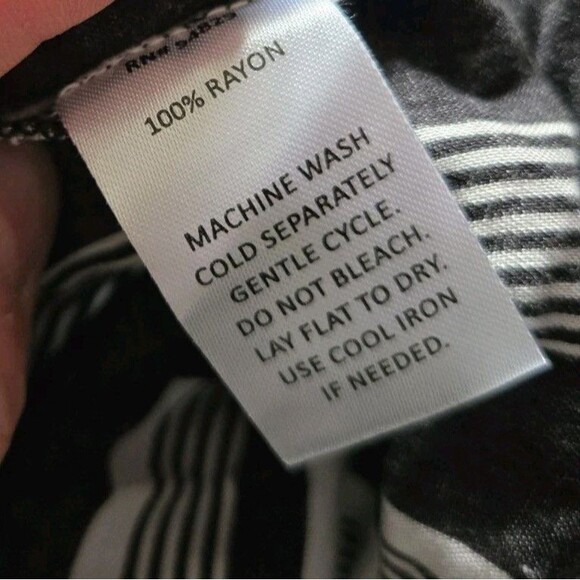 RN#
100% RAYON
MACHINE WASH
COLD SEPARATELY
GENTLE CYCLE.
DO NOT BLEACH.
LAY FLAT TO DRY.
USE COOL IRON
IF NEEDED.